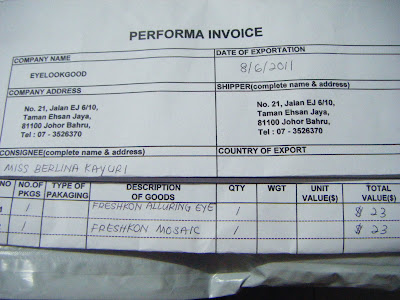 PERFORMA INVOICE
COMPANY NAME
DATE OF EXPORTATION
EYELOOKGOOD
8/6/2011
COMPANY ADDRESS
SHIPPER(complete name & address)
No. 21, Jalan EJ 6/10,
Taman Ehsan Jaya,
81100 Johor Bahru,
Tel : 07 - 3526370
No. 21, Jalan EJ 6/10,
Taman Ehsan Jaya,
81100 Johor Bahru,
Tel : 07 - 3526370
CONSIGNEE(complete name & address)
COUNTRY OF EXPORT
MISS BERLINA KAYURI
NO
NO.OF PKGS
TYPE OF PAKAGING
DESCRIPTION OF GOODS
QTY
WGT
UNIT VALUE($)
TOTAL VALUE($)
1 FRESHKON ALLURING EYE 1 $ 23
1 FRESHKON MOSAIC 1 $ 23